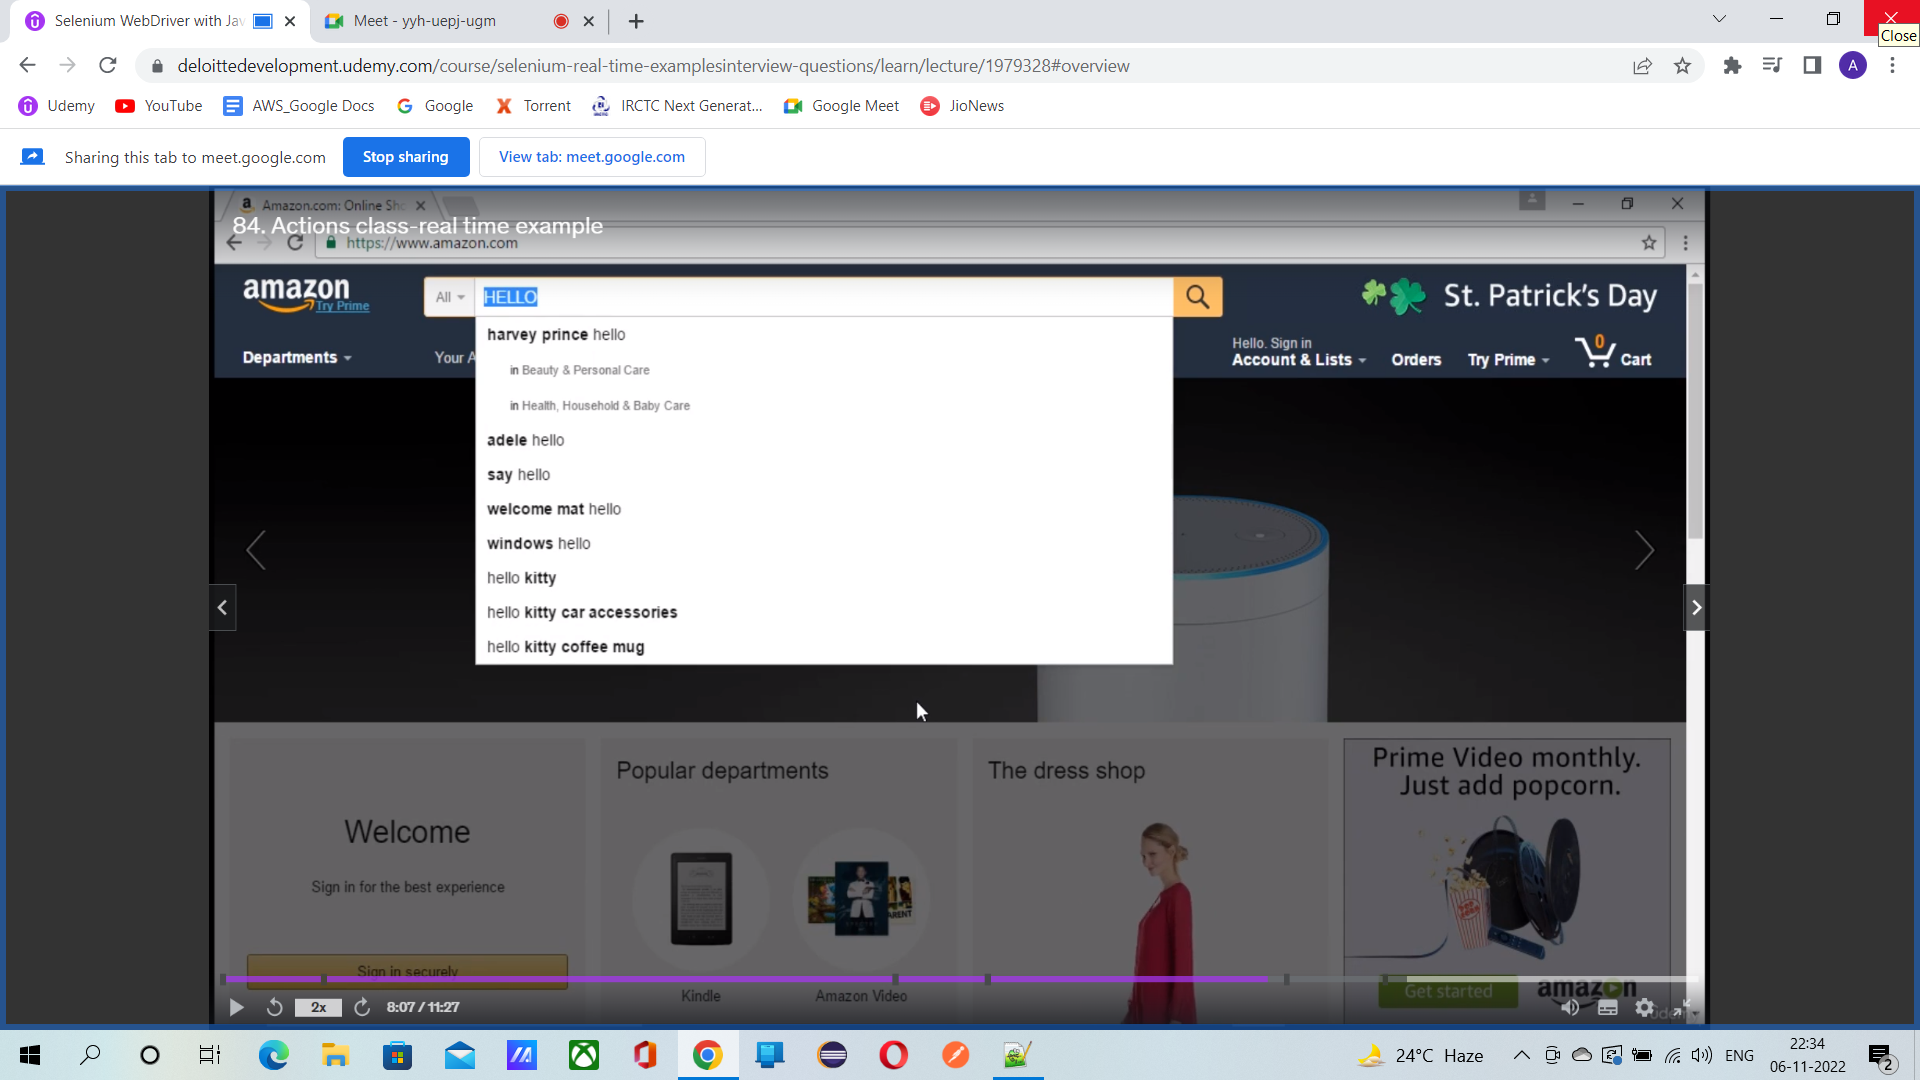 Selenium WebDriver with Jav
Meet - yyh-uepj-ugm
Close
deloittedevelopment.udemy.com/course/selenium-real-time-examplesinterview-questions/learn/lecture/1979328#overview
A
Udemy
YouTube
AWS_Google Docs
Google
Torrent
IRCTC Next Generat...
Google Meet
JioNews
Sharing this tab to meet.google.com
Stop sharing
View tab: meet.google.com
Amazon.com: Online Sh
84. Actions class-real time example
https://www.amazon.com
amazon
Try Prime
All
HELLO
St. Patrick's Day
Departments
Your A
Hello. Sign in
Account & Lists
Orders
Try Prime
0
Cart
harvey prince hello
in Beauty & Personal Care
in Health, Household & Baby Care
adele hello
say hello
welcome mat hello
windows hello
hello kitty
hello kitty car accessories
hello kitty coffee mug
Welcome
Sign in for the best experience
Sign in securely
Popular departments
Kindle
Amazon Video
The dress shop
Prime Video monthly.
Just add popcorn.
Get started
amazon
2x
8:07 / 11:27
24°C Haze
ENG
22:34
06-11-2022
2